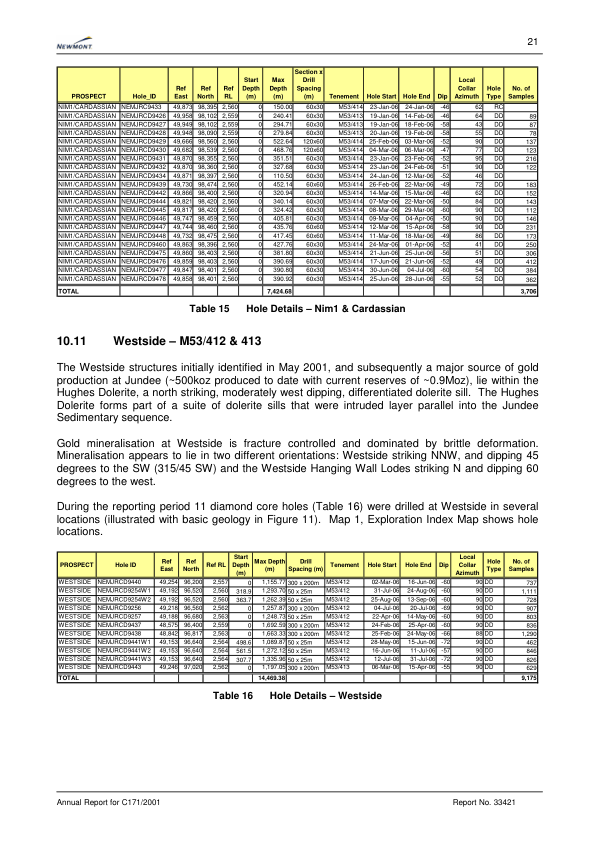 NEWMONT
21
PROSPECT Hole_ID Ref East Ref North Ref RL Start Depth (m) Max Depth (m) Section x Drill Spacing (m) Tenement Hole Start Hole End Dip Local Collar Azimuth Hole Type No. of Samples
NIM1/CARDASSIAN NEMJRC9433 49,873 98,395 2,560 0 150.00 60x30 M53/414 23-Jan-06 24-Jan-06 -46 62 RC
NIM1/CARDASSIAN NEMJRCD9426 49,958 98,102 2,559 0 240.41 60x30 M53/413 19-Jan-06 14-Feb-06 -46 64 DD 89
NIM1/CARDASSIAN NEMJRCD9427 49,949 98,102 2,559 0 294.71 60x30 M53/413 19-Jan-06 18-Feb-06 -58 43 DD 87
NIM1/CARDASSIAN NEMJRCD9428 49,948 98,090 2,559 0 279.84 60x30 M53/413 20-Jan-06 19-Feb-06 -58 55 DD 78
NIM1/CARDASSIAN NEMJRCD9429 49,666 98,560 2,560 0 522.64 120x60 M53/414 25-Feb-06 03-Mar-06 -52 90 DD 137
NIM1/CARDASSIAN NEMJRCD9430 49,662 98,539 2,560 0 468.76 120x60 M53/414 04-Mar-06 06-Mar-06 -47 77 DD 123
NIM1/CARDASSIAN NEMJRCD9431 49,870 98,355 2,560 0 351.51 60x30 M53/414 23-Jan-06 23-Feb-06 -52 95 DD 216
NIM1/CARDASSIAN NEMJRCD9432 49,870 98,360 2,560 0 327.68 60x30 M53/414 23-Jan-06 21-Feb-06 -51 90 DD 122
NIM1/CARDASSIAN NEMJRCD9434 49,871 98,397 2,560 0 110.50 60x30 M53/414 24-Jan-06 12-Mar-06 -52 46 DD
NIM1/CARDASSIAN NEMJRCD9439 49,730 98,474 2,560 0 452.14 60x60 M53/414 26-Feb-06 22-Mar-06 -49 72 DD 183
NIM1/CARDASSIAN NEMJRCD9442 49,866 98,400 2,560 0 320.94 60x30 M53/414 14-Mar-06 15-Mar-06 -46 62 DD 152
NIM1/CARDASSIAN NEMJRCD9444 49,821 98,420 2,560 0 340.14 60x30 M53/414 07-Mar-06 22-Mar-06 -50 84 DD 143
NIM1/CARDASSIAN NEMJRCD9445 49,817 98,420 2,560 0 324.42 60x30 M53/414 08-Mar-06 29-Mar-06 -60 90 DD 112
NIM1/CARDASSIAN NEMJRCD9446 49,747 98,459 2,560 0 405.81 60x30 M53/414 09-Mar-06 04-Apr-06 -50 90 DD 146
NIM1/CARDASSIAN NEMJRCD9447 49,744 98,460 2,560 0 435.76 60x60 M53/414 12-Mar-06 15-Apr-06 -58 90 DD 231
NIM1/CARDASSIAN NEMJRCD9448 49,732 98,475 2,560 0 417.45 60x60 M53/414 11-Mar-06 18-Mar-06 -49 86 DD 173
NIM1/CARDASSIAN NEMJRCD9460 49,863 98,396 2,560 0 427.76 60x30 M53/414 24-Mar-06 01-Apr-06 -52 41 DD 250
NIM1/CARDASSIAN NEMJRCD9475 49,860 98,403 2,560 0 381.80 60x30 M53/414 21-Jun-06 25-Jun-06 -56 51 DD 306
NIM1/CARDASSIAN NEMJRCD9476 49,859 98,403 2,560 0 390.69 60x30 M53/414 17-Jun-06 21-Jun-06 -52 49 DD 412
NIM1/CARDASSIAN NEMJRCD9477 49,847 98,401 2,560 0 390.80 60x30 M53/414 30-Jun-06 04-Jul-06 -60 54 DD 384
NIM1/CARDASSIAN NEMJRCD9478 49,858 98,401 2,560 0 390.92 60x30 M53/414 25-Jun-06 28-Jun-06 -55 52 DD 362
TOTAL 7,424.68 3,706
Table 15 Hole Details – Nim1 & Cardassian
10.11 Westside – M53/412 & 413
The Westside structures initially identified in May 2001, and subsequently a major source of gold
production at Jundee (~500koz produced to date with current reserves of ~0.9Moz), lie within the
Hughes Dolerite, a north striking, moderately west dipping, differentiated dolerite sill. The Hughes
Dolerite forms part of a suite of dolerite sills that were intruded layer parallel into the Jundee
Sedimentary sequence.
Gold mineralisation at Westside is fracture controlled and dominated by brittle deformation.
Mineralisation appears to lie in two different orientations: Westside striking NNW, and dipping 45
degrees to the SW (315/45 SW) and the Westside Hanging Wall Lodes striking N and dipping 60
degrees to the west.
During the reporting period 11 diamond core holes (Table 16) were drilled at Westside in several
locations (illustrated with basic geology in Figure 11). Map 1, Exploration Index Map shows hole
locations.
PROSPECT Hole ID Ref East Ref North Ref RL Start Depth (m) Max Depth (m) Drill Spacing (m) Tenement Hole Start Hole End Dip Local Collar Azimuth Hole Type No. of Samples
WESTSIDE NEMJRCD9440 49,254 96,200 2,557 0 1,155.77 300 x 200m M53/412 02-Mar-06 16-Jun-06 -60 90 DD 737
WESTSIDE NEMJRCD9254W1 49,192 96,520 2,560 318.9 1,293.70 50 x 25m M53/412 31-Jul-06 24-Aug-06 -60 90 DD 1,111
WESTSIDE NEMJRCD9254W2 49,192 96,520 2,560 363.7 1,262.39 50 x 25m M53/412 25-Aug-06 13-Sep-06 -60 90 DD 728
WESTSIDE NEMJRCD9256 49,218 96,560 2,562 0 1,257.87 300 x 200m M53/412 04-Jul-06 20-Jul-06 -69 90 DD 907
WESTSIDE NEMJRCD9257 49,188 96,680 2,563 0 1,248.73 50 x 25m M53/412 22-Apr-06 14-May-06 -60 90 DD 803
WESTSIDE NEMJRCD9437 48,575 96,400 2,559 0 1,692.59 300 x 200m M53/412 24-Feb-06 25-Apr-06 -60 90 DD 836
WESTSIDE NEMJRCD9438 48,842 96,817 2,563 0 1,663.33 300 x 200m M53/412 25-Feb-06 24-May-06 -66 88 DD 1,290
WESTSIDE NEMJRCD9441W1 49,153 96,640 2,564 498.6 1,089.87 50 x 25m M53/412 28-May-06 15-Jun-06 -72 90 DD 462
WESTSIDE NEMJRCD9441W2 49,153 96,640 2,564 561.5 1,272.12 50 x 25m M53/412 16-Jun-06 11-Jul-06 -57 90 DD 846
WESTSIDE NEMJRCD9441W3 49,153 96,640 2,564 307.7 1,335.96 50 x 25m M53/412 12-Jul-06 31-Jul-06 -72 90 DD 826
WESTSIDE NEMJRCD9443 49,246 97,020 2,562 0 1,197.05 300 x 200m M53/413 06-Mar-06 15-Apr-06 -55 90 DD 629
TOTAL 14,469.38 9,175
Table 16 Hole Details – Westside
Annual Report for C171/2001 Report No. 33421